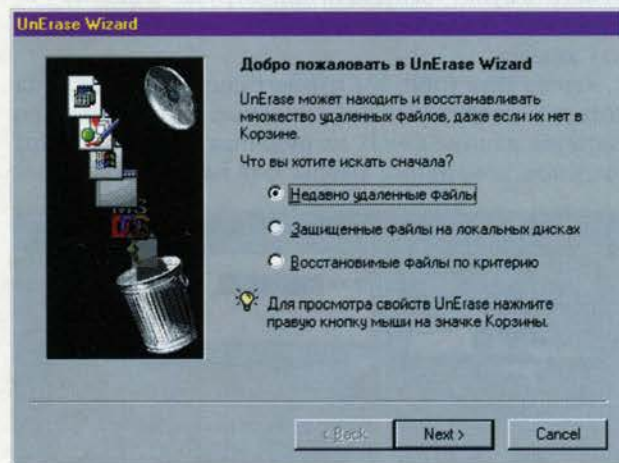 UnErase Wizard
Добро пожаловать в UnErase Wizard
UnErase может находить и восстанавливать
множество удаленных файлов, даже если их нет в
Корзине.
Что вы хотите искать сначала?
Недавно удаленные файлы
Защищенные файлы на локальных дисках
Восстановимые файлы по критерию
Для просмотра свойств UnErase нажмите
правую кнопку мыши на значке Корзины.
< Back
Next >
Cancel